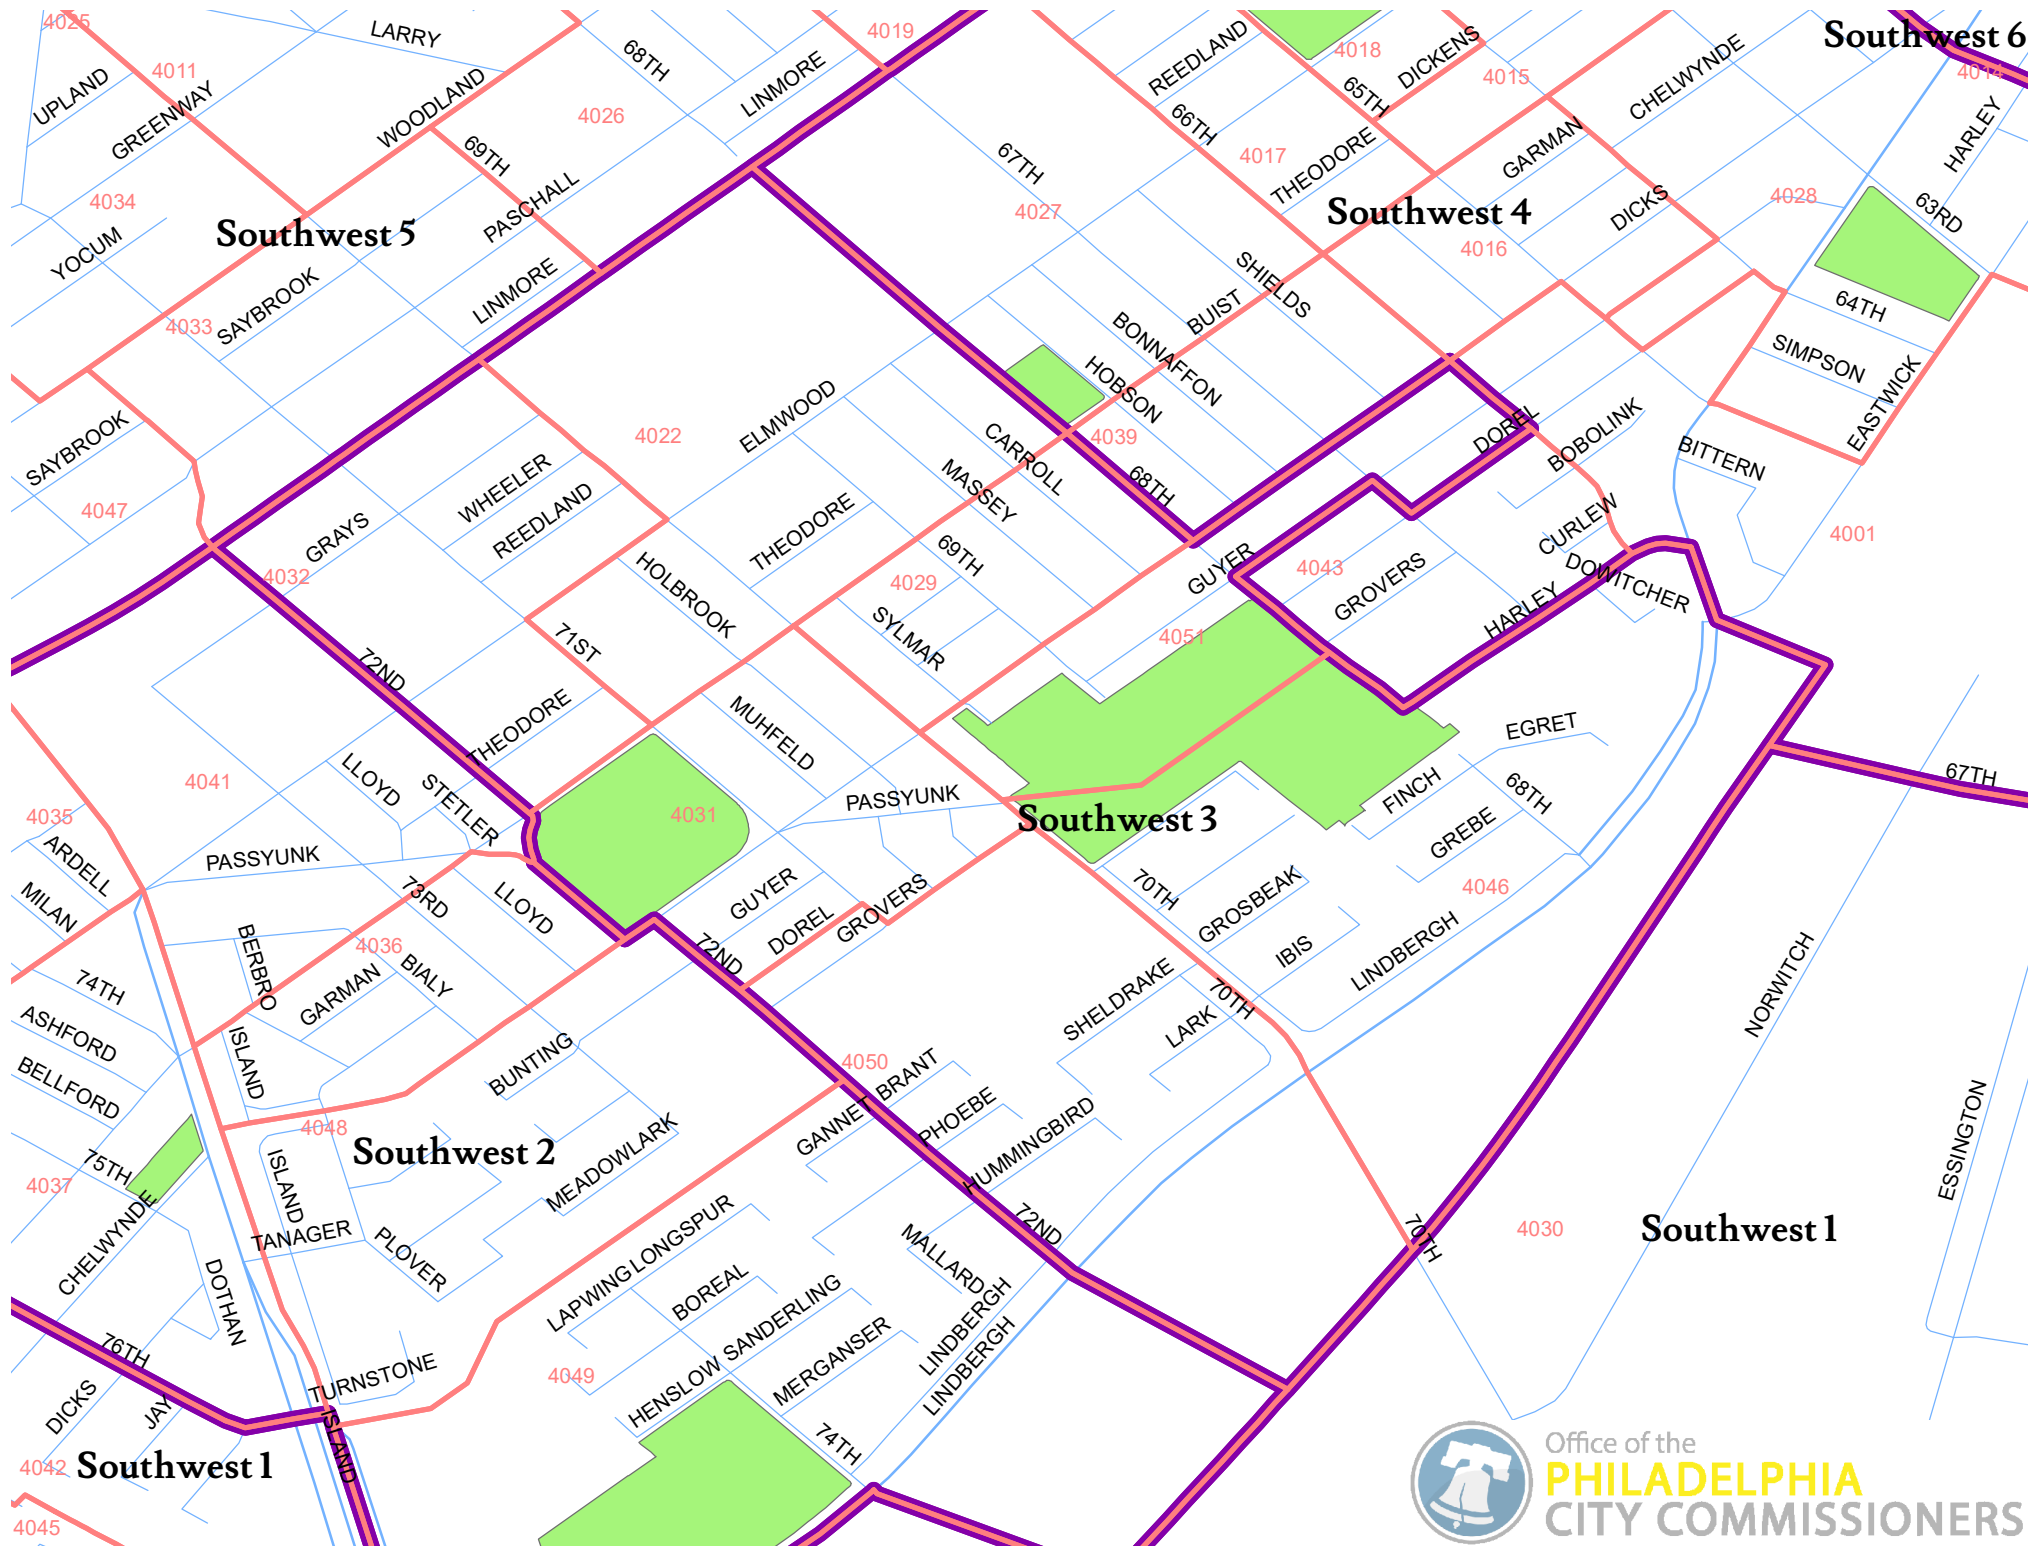 4025
LARRY
4019
68TH
4011
UPLAND
GREENWAY
WOODLAND
4026
LINMORE
REEDLAND
4018
DICKENS
65TH
4015
CHELWYNDE
Southwest 6
4014
HARLEY
69TH
66TH
67TH
4017
THEODORE
GARMAN
4034
Southwest 5
PASCHALL
4027
Southwest 4
DICKS
4028
63RD
YOCUM
4016
SAYBROOK
LINMORE
SHIELDS
BUIST
64TH
4033
BONNAFFON
SIMPSON
HOBSON
EASTWICK
ELMWOOD
SAYBROOK
4022
4039
CARROLL
DOREL
BOBOLINK
BITTERN
WHEELER
MASSEY
68TH
4047
GRAYS
REEDLAND
THEODORE
CURLEW
4001
4032
HOLBROOK
69TH
4029
GUYER
4043
GROVERS
DOWITCHER
HARLEY
71ST
SYLMAR
4051
72ND
THEODORE
MUHFELD
EGRET
4041
LLOYD
STETLER
4031
PASSYUNK
FINCH
68TH
67TH
4035
Southwest 3
GREBE
ARDELL
PASSYUNK
MILAN
73RD
LLOYD
GUYER
DOREL
GROVERS
70TH
GROSBEAK
4046
4036
BERBRO
GARMAN
BIALY
72ND
IBIS
LINDBERGH
NORWITCH
74TH
SHELDRAKE
70TH
LARK
ASHFORD
ISLAND
BUNTING
4050
BELLFORD
GANNET
BRANT
PHOEBE
4048
Southwest 2
MEADOWLARK
HUMMINGBIRD
ESSINGTON
75TH
4037
CHELWYNDE
ISLAND
TANAGER
PLOVER
LAPWING
LONGSPUR
72ND
MALLARD
70TH
4030
Southwest 1
DOTHAN
BOREAL
LINDBERGH
LINDBERGH
76TH
TURNSTONE
4049
HENSLOW
SANDERLING
MERGANSER
DICKS
JAY
ISLAND
74TH
4042
Southwest 1
4045
Office of the
PHILADELPHIA
CITY COMMISSIONERS